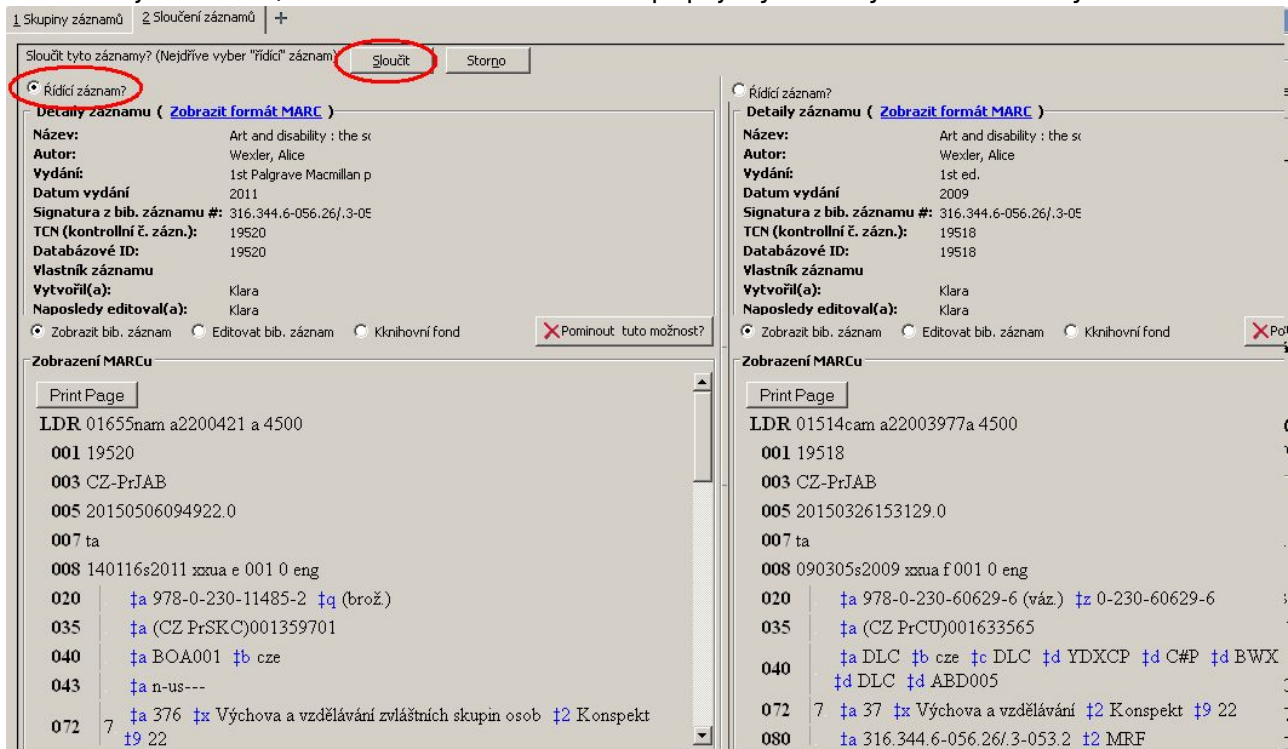 1 Skupiny záznamů 2 Sloučení záznamů +
Sloučit tyto záznamy? (Nejdříve vyber "řídící" záznam) Sloučit Storno
Řídící záznam?
Detaily záznamu ( Zobrazit formát MARC )
Název: Art and disability : the
Autor: Wexler, Alice
Vydání: 1st Palgrave Macmillan p
Datum vydání 2011
Signatura z bib. záznamu #: 316.344.6-056.26/.3-05
TCN (kontrollní č. zázn.): 19520
Databázové ID: 19520
Vlastník záznamu
Vytvořil(a): Klara
Naposledy editoval(a): Klara
Zobrazit bib. záznam Editovat bib. záznam Kknihovní fond Pominout tuto možnost?
Zobrazení MARCu
Print Page
LDR 01655nam a2200421 a 4500
001 19520
003 CZ-PrJAB
005 20150506094922.0
007 ta
008 140116s2011 xxua e 001 0 eng
020 ‡a 978-0-230-11485-2 ‡q (brož.)
035 ‡a (CZ PrSKC)001359701
040 ‡a BOA001 ‡b cze
043 ‡a n-us---
072 7 ‡a 376 ‡x Výchova a vzdělávání zvláštních skupin osob ‡2 Konspekt
‡9 22
Řídící záznam?
Detaily záznamu ( Zobrazit formát MARC )
Název: Art and disability : the
Autor: Wexler, Alice
Vydání: 1st ed.
Datum vydání 2009
Signatura z bib. záznamu #: 316.344.6-056.26/.3-05
TCN (kontrollní č. zázn.): 19518
Databázové ID: 19518
Vlastník záznamu
Vytvořil(a): Klara
Naposledy editoval(a): Klara
Zobrazit bib. záznam Editovat bib. záznam Kknihovní fond
Zobrazení MARCu
Print Page
LDR 01514cam a22003977a 4500
001 19518
003 CZ-PrJAB
005 20150326153129.0
007 ta
008 090305s2009 xxua f 001 0 eng
020 ‡a 978-0-230-60629-6 (váz.) ‡z 0-230-60629-6
035 ‡a (CZ PrCU)001633565
040 ‡a DLC ‡b cze ‡c DLC ‡d YDXCP ‡d C#P ‡d BWX
‡d DLC ‡d ABD005
072 7 ‡a 37 ‡x Výchova a vzdělávání ‡2 Konspekt ‡9 22
080 ‡a 316.344.6-056.26/.3-053.2 ‡2 MRF